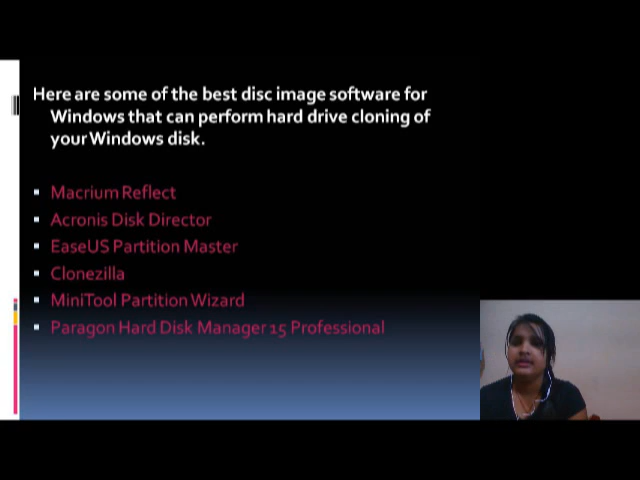 Here are some of the best disc image software for
Windows that can perform hard drive cloning of
your Windows disk.
Macrium Reflect
Acronis Disk Director
EaseUS Partition Master
Clonezilla
MiniTool Partition Wizard
Paragon Hard Disk Manager 15 Professional